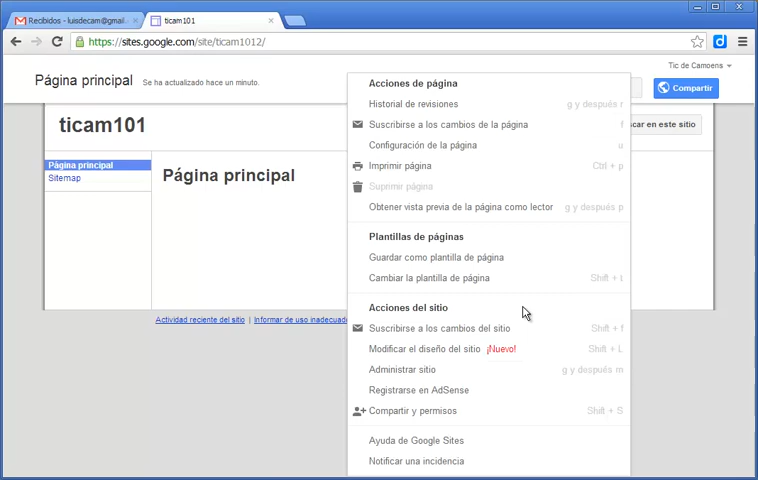 Recibidos - luisdecam@gmail.
ticam101
https://sites.google.com/site/ticam1012/
Tic de Camoens
Página principal
Se ha actualizado hace un minuto.
Compartir
ticam101
car en este sitio
Página principal
Sitemap
Página principal
Actividad reciente del sitio | Informar de uso inadecuado
Acciones de página
Historial de revisiones g y después r
Suscribirse a los cambios de la página f
Configuración de la página u
Imprimir página Ctrl + p
Suprimir página
Obtener vista previa de la página como lector g y después p
Plantillas de páginas
Guardar como plantilla de página
Cambiar la plantilla de página Shift + t
Acciones del sitio
Suscribirse a los cambios del sitio Shift + f
Modificar el diseño del sitio ¡Nuevo! Shift + L
Administrar sitio g y después m
Registrarse en AdSense
Compartir y permisos Shift + S
Ayuda de Google Sites
Notificar una incidencia